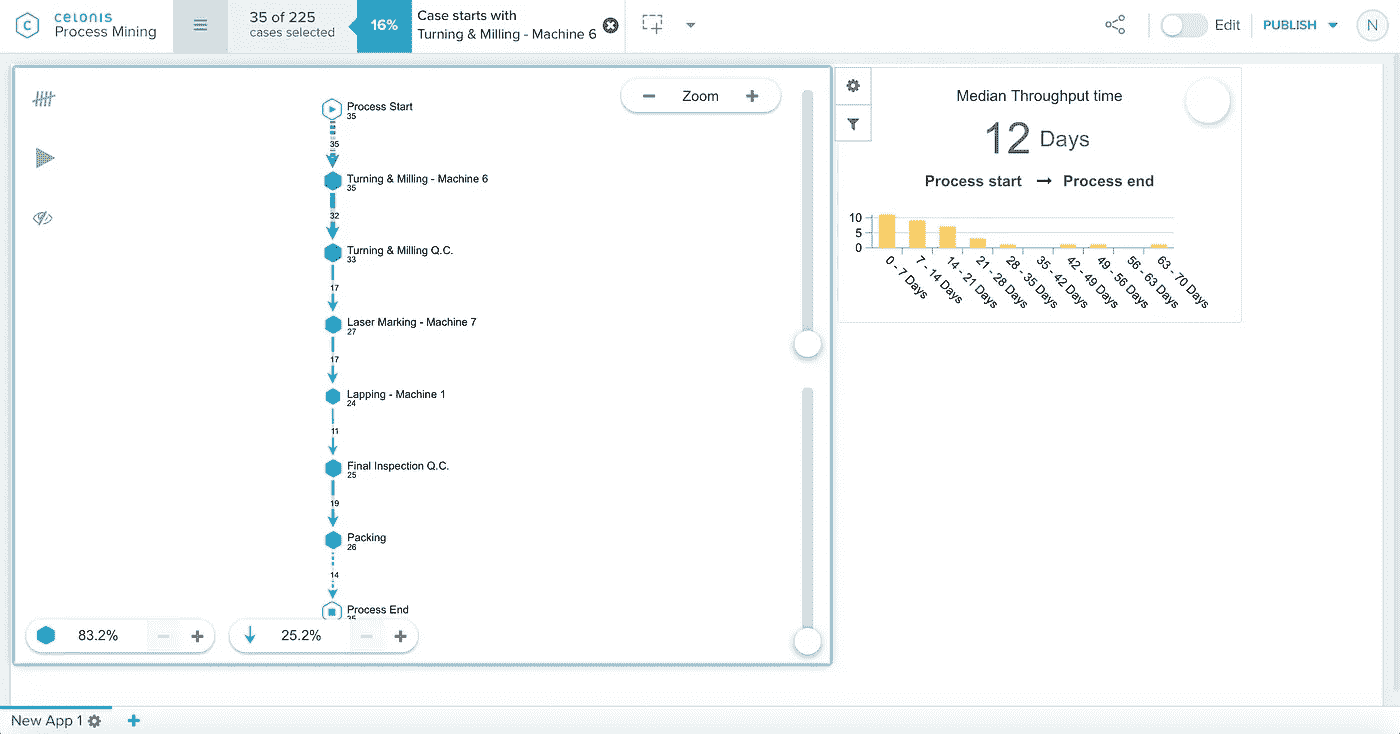 celonis
Process Mining
35 of 225
cases selected
16%
Case starts with
Turning & Milling - Machine 6
Edit
PUBLISH
N
C
Zoom
Process Start
35
35
Turning & Milling - Machine 6
35
32
Turning & Milling Q.C.
33
17
Laser Marking - Machine 7
27
17
Lapping - Machine 1
24
11
Final Inspection Q.C.
25
19
Packing
26
14
Process End
35
83.2%
25.2%
Median Throughput time
12 Days
Process start → Process end
10
5
0
0 - 7 Days
7 - 14 Days
14 - 21 Days
21 - 28 Days
28 - 35 Days
35 - 42 Days
42 - 49 Days
49 - 56 Days
56 - 63 Days
63 - 70 Days
New App 1